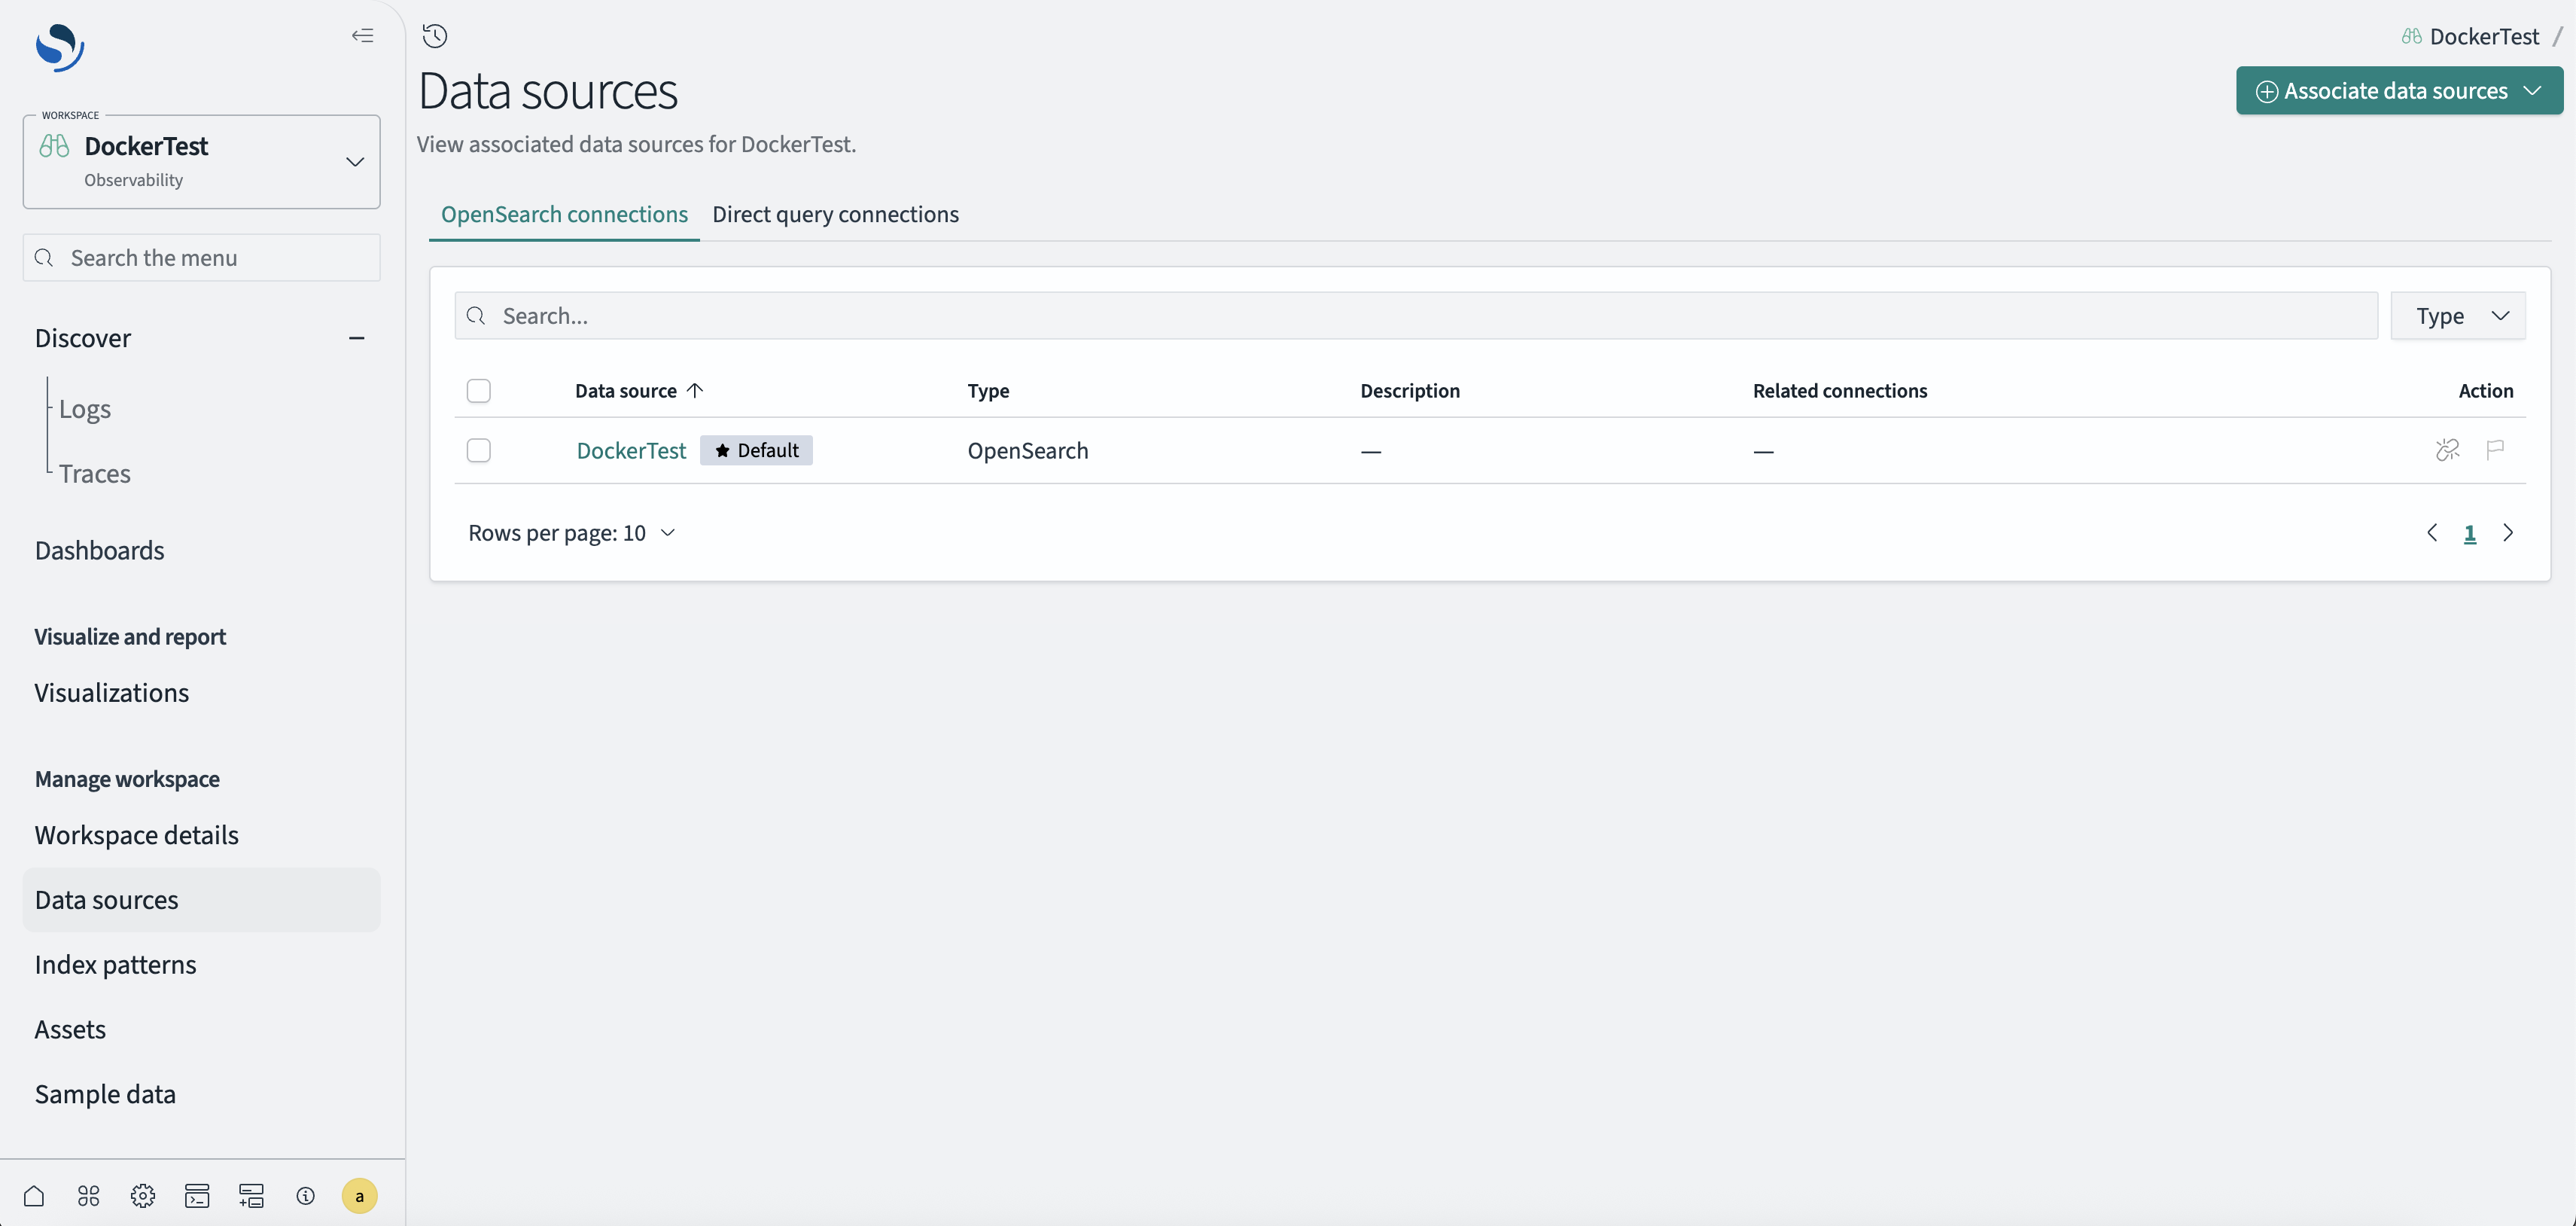 WORKSPACE
DockerTest
Observability
Search the menu
Discover
Logs
Traces
Dashboards
Visualize and report
Visualizations
Manage workspace
Workspace details
Data sources
Index patterns
Assets
Sample data
a
DockerTest /
Data sources
Associate data sources
View associated data sources for DockerTest.
OpenSearch connections Direct query connections
Search...
Type
Data source Type Description Related connections Action
DockerTest Default OpenSearch — —
Rows per page: 10
1